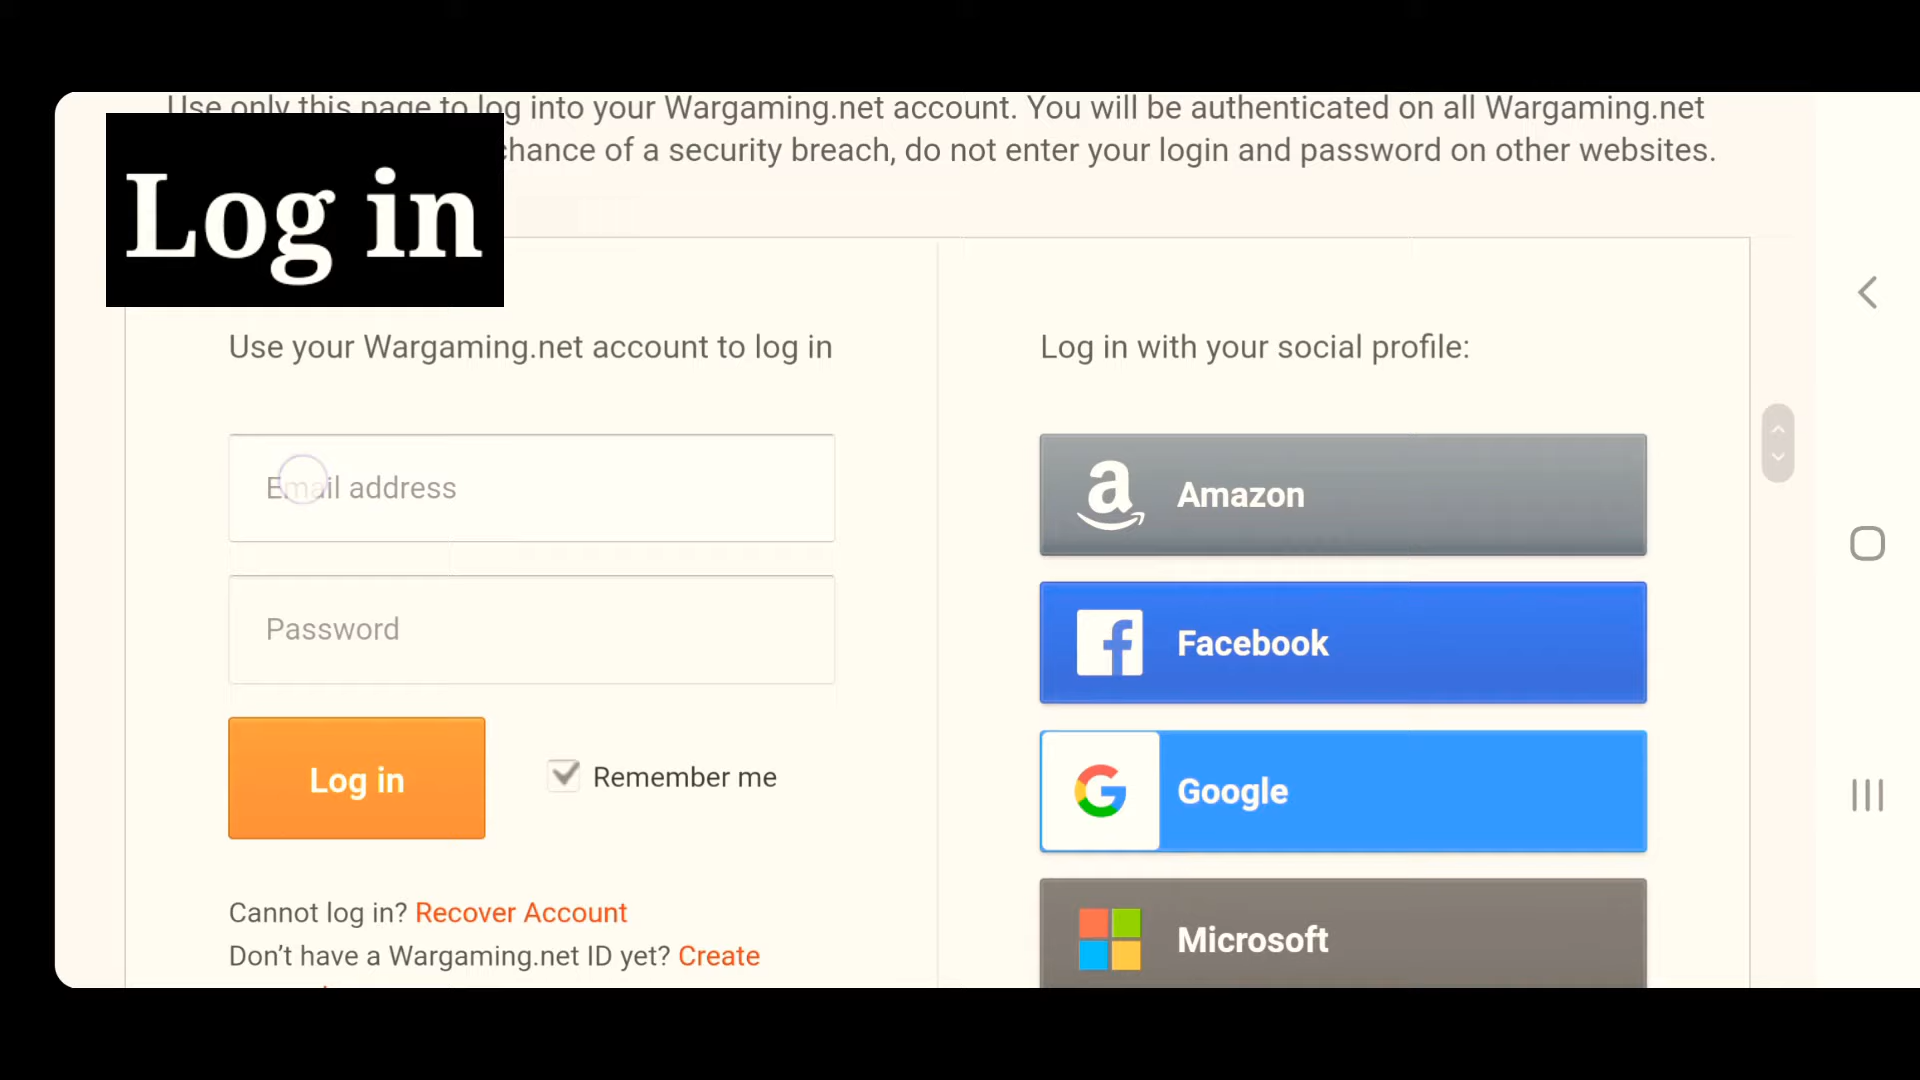 Use only this page to log into your Wargaming.net account. You will be authenticated on all Wargaming.net
chance of a security breach, do not enter your login and password on other websites.
Log in
Use your Wargaming.net account to log in
Email address
Password
Log in
Remember me
Cannot log in? Recover Account
Don’t have a Wargaming.net ID yet? Create
Log in with your social profile:
Amazon
Facebook
Google
Microsoft